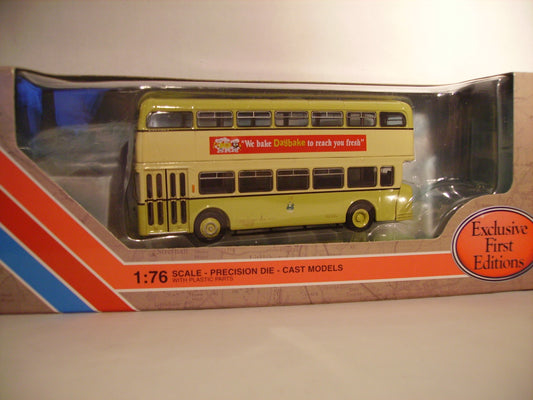 "We bake Daybake to reach you fresh"
1:76 SCALE - PRECISION DIE - CAST MODELS
WITH PLASTIC PARTS
Exclusive
First
Editions